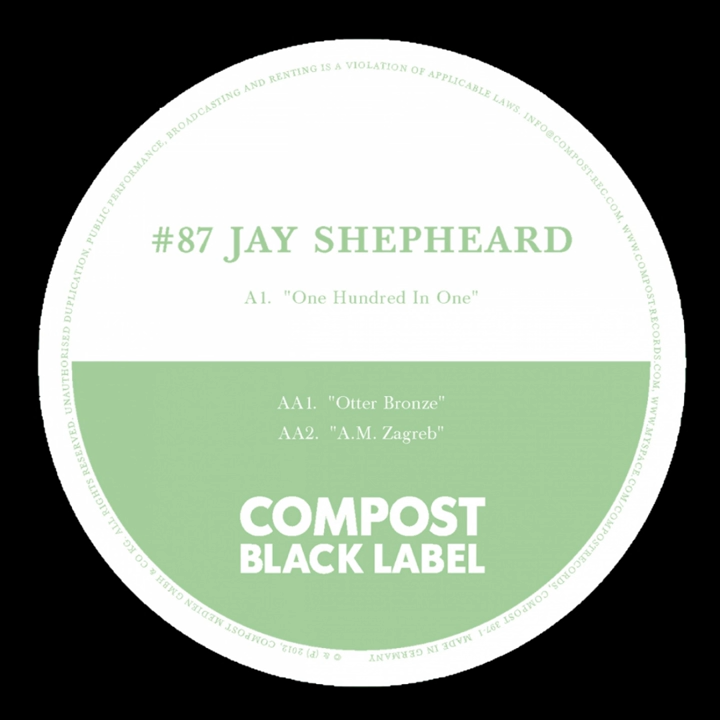 #87 JAY SHEPHEARD
A1. "One Hundred In One"
AA1. "Otter Bronze"
AA2. "A.M. Zagreb"
COMPOST
BLACK LABEL
© & (P) 2012, COMPOST MEDIEN GMBH & CO KG. ALL RIGHTS RESERVED. UNAUTHORISED DUPLICATION, PUBLIC PERFORMANCE, BROADCASTING AND RENTING IS A VIOLATION OF APPLICABLE LAWS. INFO@COMPOST-REC.COM, WWW.COMPOST-RECORDS.COM, WWW.MYSPACE.COM/COMPOSTRECORDS, COMPOST 397-1 MADE IN GERMANY